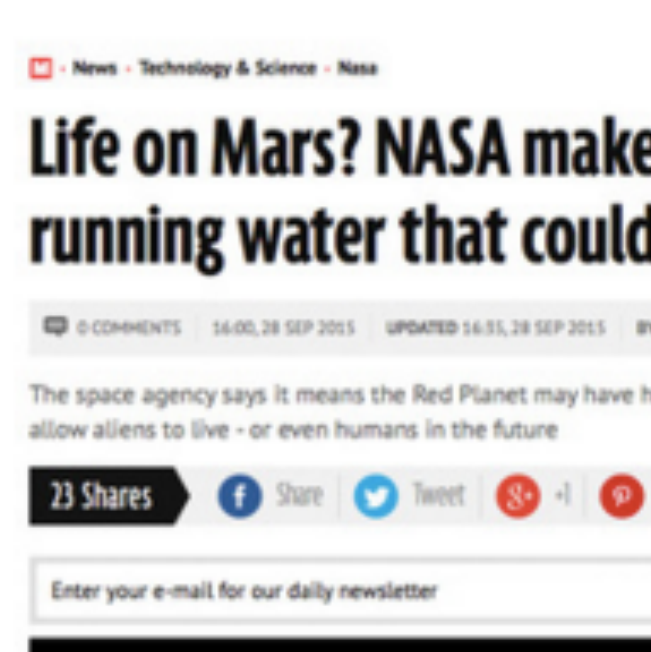 News · Technology & Science · Nasa
Life on Mars? NASA make
running water that could
0 COMMENTS 16:00, 28 SEP 2015 UPDATED 16:35, 28 SEP 2015 BY
The space agency says it means the Red Planet may have h
allow aliens to live - or even humans in the future
23 Shares f Share Tweet g+ +1
Enter your e-mail for our daily newsletter